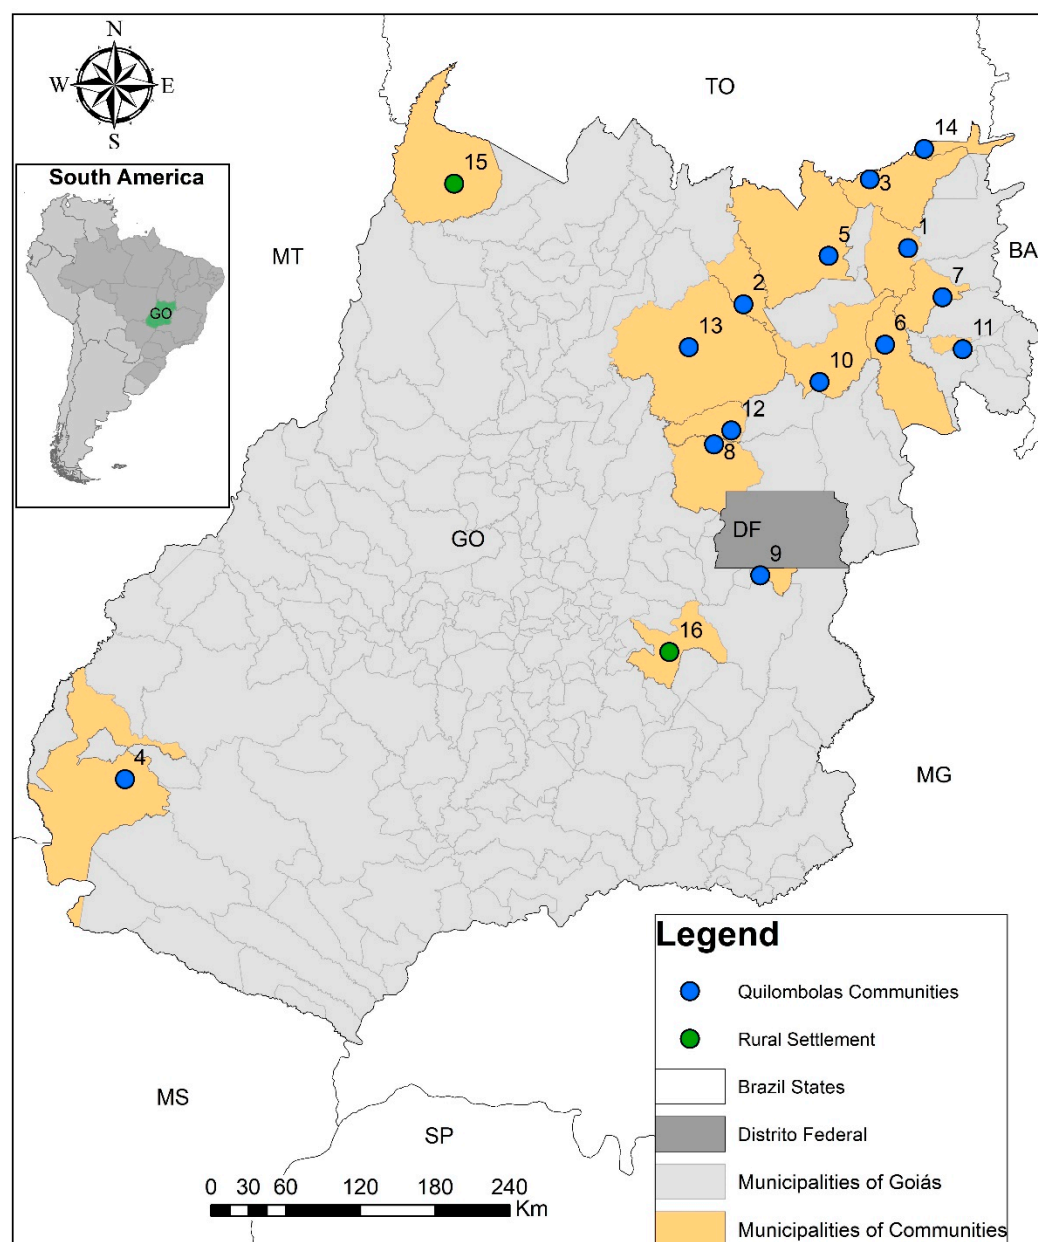 N
W E
S
South America
GO
TO
MT
BA
MG
MS
SP
GO
DF
14
15
3
1
5
7
2
6
13
11
10
12
8
9
16
4
Legend
Quilombolas Communities
Rural Settlement
Brazil States
Distrito Federal
Municipalities of Goiás
Municipalities of Communities
0 30 60 120 180 240
Km